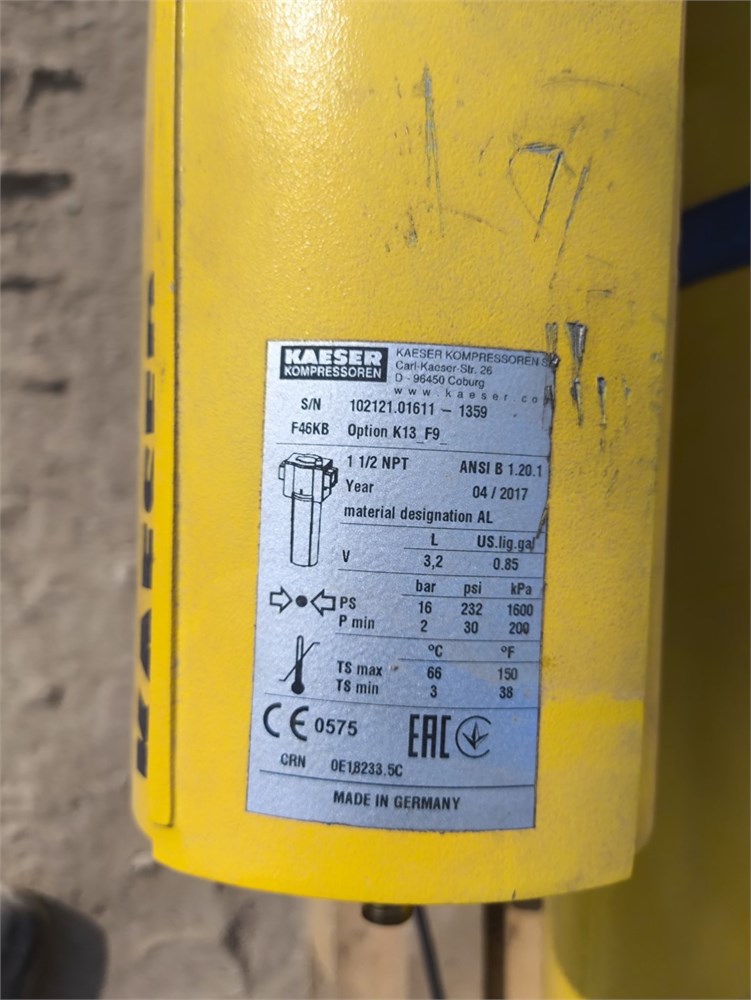 KAESER
KAESER
KOMPRESSOREN
KAESER KOMPRESSOREN S
Carl-Kaeser-Str. 26
D - 96450 Coburg
www.kaeser.co
S/N 102121.01611 - 1359
F46KB Option K13_F9_
1 1/2 NPT ANSI B 1.20.1
Year 04 / 2017
material designation AL
L US.lig.gal
V 3,2 0.85
bar psi kPa
PS 16 232 1600
P min 2 30 200
°C °F
TS max 66 150
TS min 3 38
CE 0575 EAC
CRN 0E18233.5C
MADE IN GERMANY